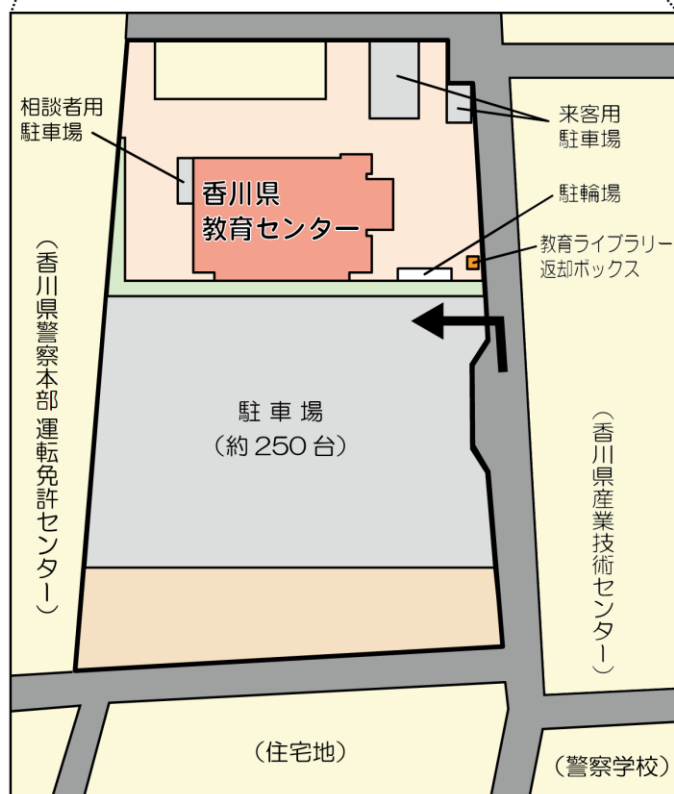 相談者用
駐車場
香川県
教育センター
来客用
駐車場
駐輪場
教育ライブラリー
返却ボックス
（香川県警察本部 運転免許センター）
駐車場
（約250台）
（香川県産業技術センター）
（住宅地）
（警察学校）